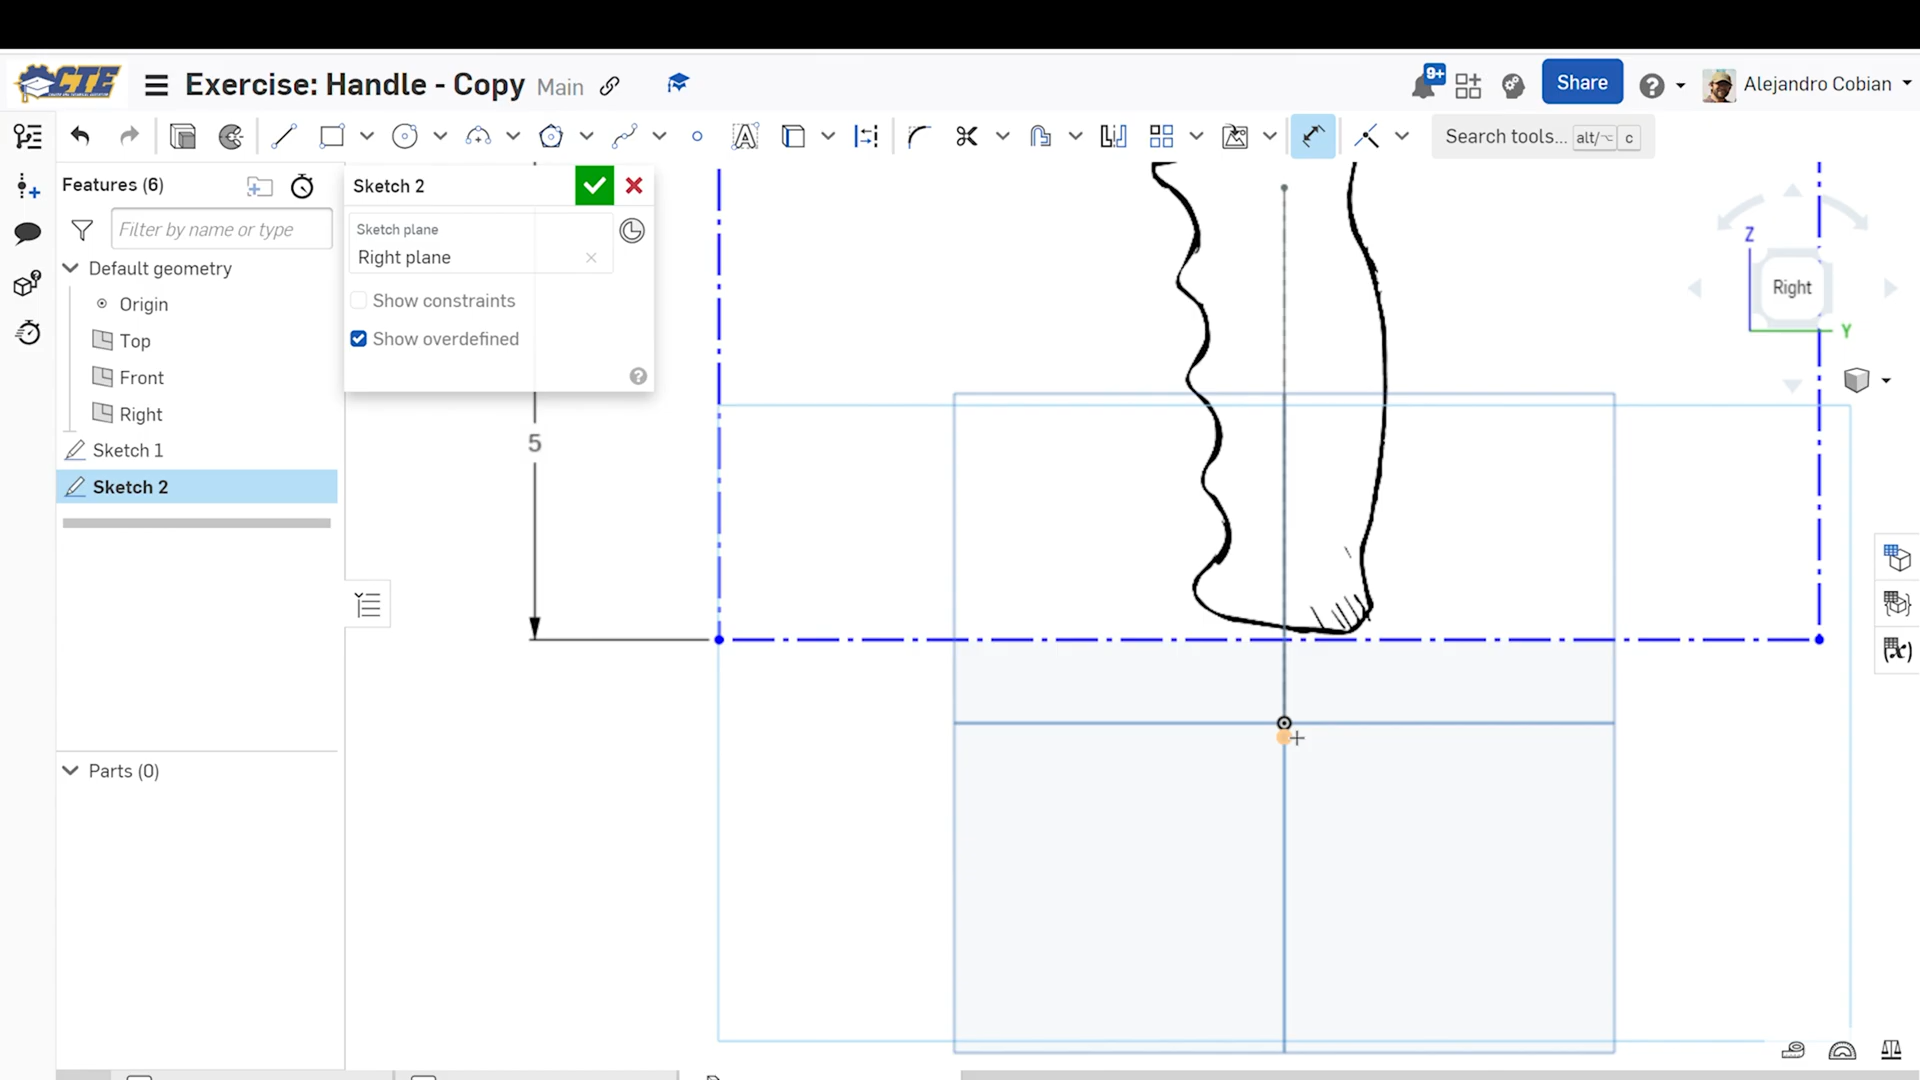 CTE
Exercise: Handle - Copy Main
9+
Share
Alejandro Cobian
Search tools... alt/⌥ c
Features (6)
Filter by name or type
Default geometry
Origin
Top
Front
Right
Sketch 1
Sketch 2
Parts (0)
Sketch 2
Sketch plane
Right plane
Show constraints
Show overdefined
5
Z
Right
Y